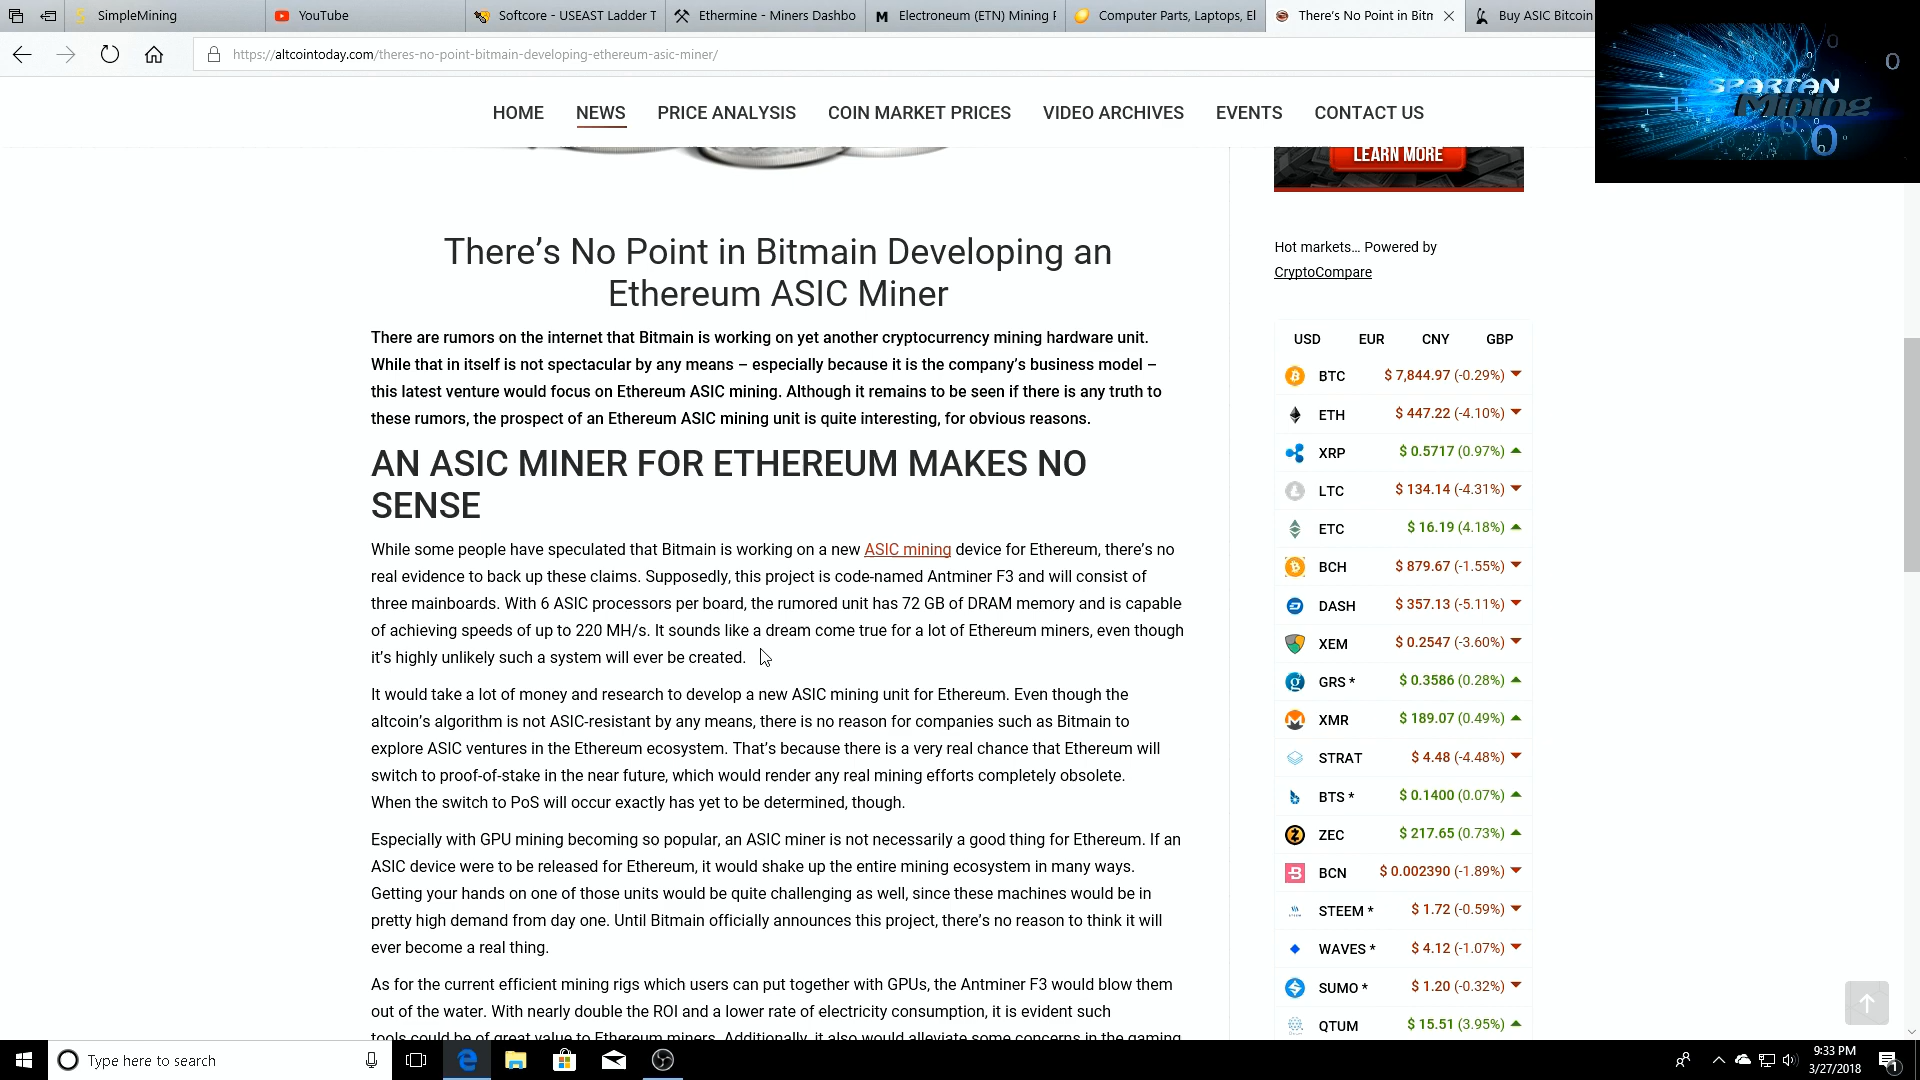 SimpleMining
YouTube
Softcore - USEAST Ladder T
Ethermine - Miners Dashbo
Electroneum (ETN) Mining P
Computer Parts, Laptops, El
There's No Point in Bitm
Buy ASIC Bitcoin
https://altcointoday.com/theres-no-point-bitmain-developing-ethereum-asic-miner/
SPARTAN
Mining
HOME NEWS PRICE ANALYSIS COIN MARKET PRICES VIDEO ARCHIVES EVENTS CONTACT US
LEARN MORE
There’s No Point in Bitmain Developing an
Ethereum ASIC Miner
There are rumors on the internet that Bitmain is working on yet another cryptocurrency mining hardware unit.
While that in itself is not spectacular by any means – especially because it is the company’s business model –
this latest venture would focus on Ethereum ASIC mining. Although it remains to be seen if there is any truth to
these rumors, the prospect of an Ethereum ASIC mining unit is quite interesting, for obvious reasons.
AN ASIC MINER FOR ETHEREUM MAKES NO
SENSE
While some people have speculated that Bitmain is working on a new ASIC mining device for Ethereum, there’s no
real evidence to back up these claims. Supposedly, this project is code-named Antminer F3 and will consist of
three mainboards. With 6 ASIC processors per board, the rumored unit has 72 GB of DRAM memory and is capable
of achieving speeds of up to 220 MH/s. It sounds like a dream come true for a lot of Ethereum miners, even though
it’s highly unlikely such a system will ever be created.
It would take a lot of money and research to develop a new ASIC mining unit for Ethereum. Even though the
altcoin’s algorithm is not ASIC-resistant by any means, there is no reason for companies such as Bitmain to
explore ASIC ventures in the Ethereum ecosystem. That’s because there is a very real chance that Ethereum will
switch to proof-of-stake in the near future, which would render any real mining efforts completely obsolete.
When the switch to PoS will occur exactly has yet to be determined, though.
Especially with GPU mining becoming so popular, an ASIC miner is not necessarily a good thing for Ethereum. If an
ASIC device were to be released for Ethereum, it would shake up the entire mining ecosystem in many ways.
Getting your hands on one of those units would be quite challenging as well, since these machines would be in
pretty high demand from day one. Until Bitmain officially announces this project, there’s no reason to think it will
ever become a real thing.
As for the current efficient mining rigs which users can put together with GPUs, the Antminer F3 would blow them
out of the water. With nearly double the ROI and a lower rate of electricity consumption, it is evident such
tools could be of great value to Ethereum miners. Additionally, it also would alleviate some concerns in the gaming
Hot markets… Powered by
CryptoCompare
USD EUR CNY GBP
BTC $ 7,844.97 (-0.29%)
ETH $ 447.22 (-4.10%)
XRP $ 0.5717 (0.97%)
LTC $ 134.14 (-4.31%)
ETC $ 16.19 (4.18%)
BCH $ 879.67 (-1.55%)
DASH $ 357.13 (-5.11%)
XEM $ 0.2547 (-3.60%)
GRS * $ 0.3586 (0.28%)
XMR $ 189.07 (0.49%)
STRAT $ 4.48 (-4.48%)
BTS * $ 0.1400 (0.07%)
ZEC $ 217.65 (0.73%)
BCN $ 0.002390 (-1.89%)
STEEM * $ 1.72 (-0.59%)
WAVES * $ 4.12 (-1.07%)
SUMO * $ 1.20 (-0.32%)
QTUM $ 15.51 (3.95%)
Type here to search
9:33 PM
3/27/2018
1